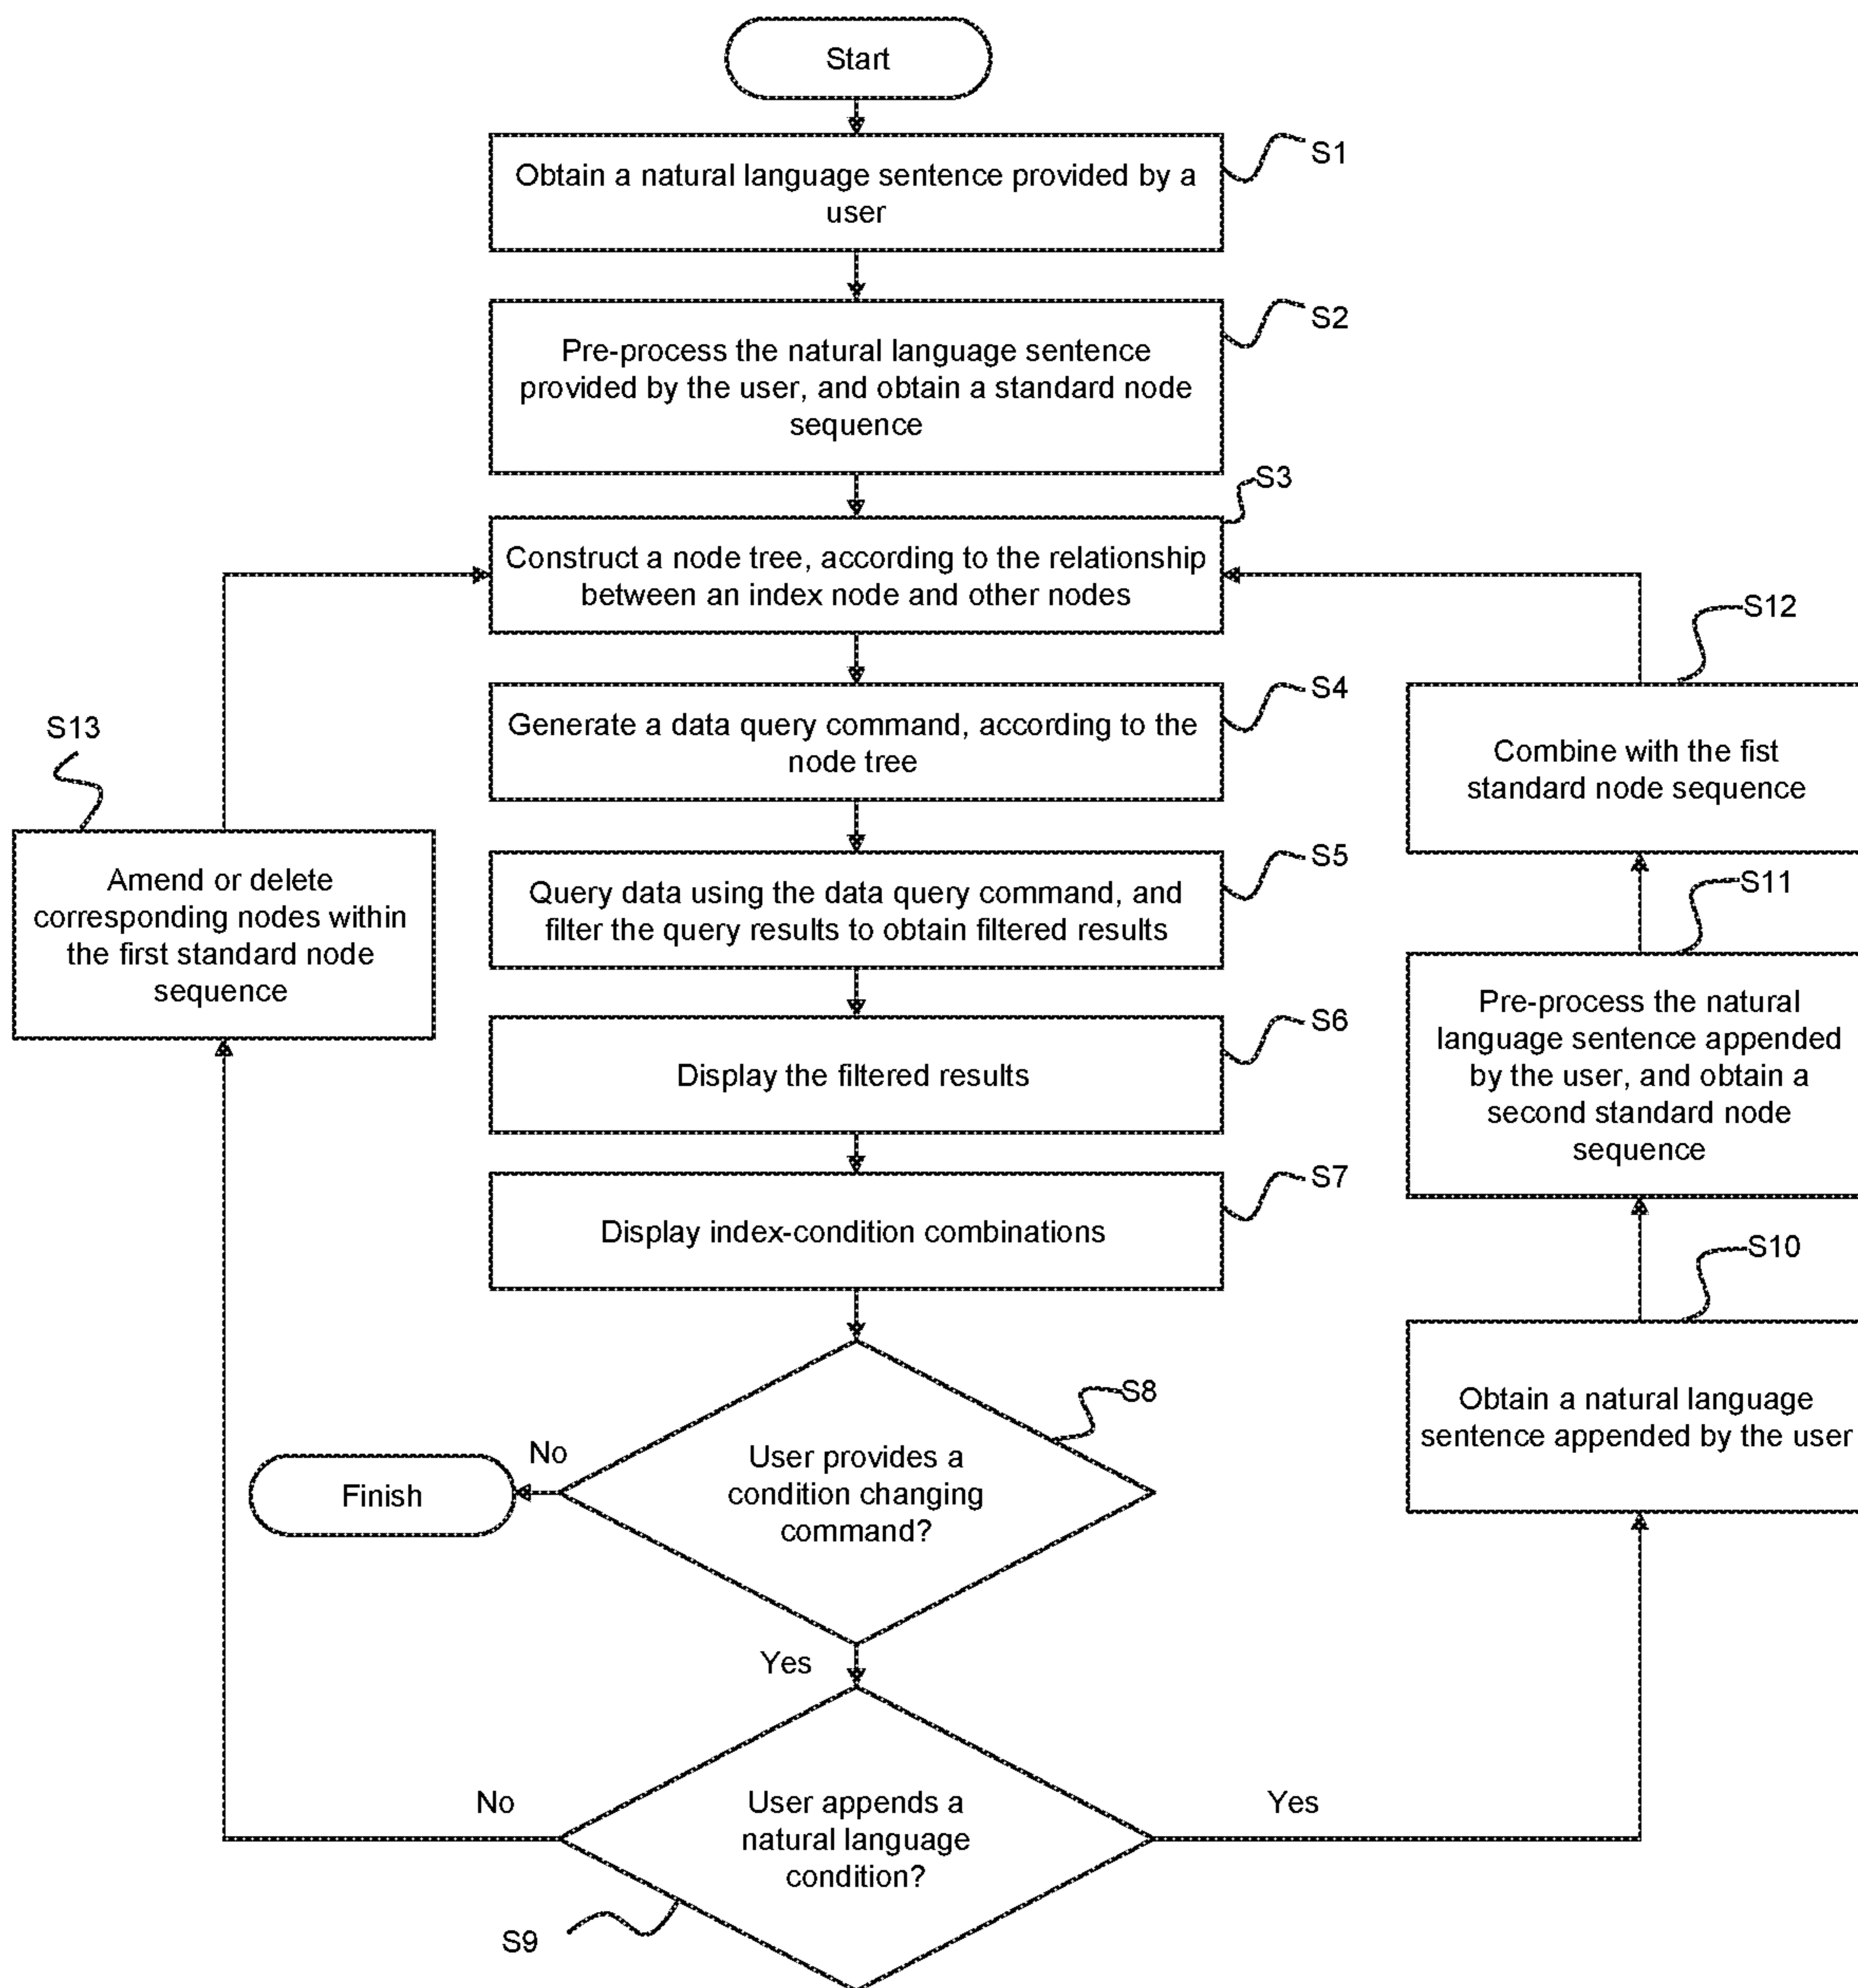 Start
S1
Obtain a natural language sentence provided by a
user
S2
Pre-process the natural language sentence
provided by the user, and obtain a standard node
sequence
S3
Construct a node tree, according to the relationship
between an index node and other nodes
S12
Combine with the fist
standard node sequence
S4
Generate a data query command, according to the
node tree
S13
Amend or delete
corresponding nodes within
the first standard node
sequence
S5
Query data using the data query command, and
filter the query results to obtain filtered results
S11
Pre-process the natural
language sentence appended
by the user, and obtain a
second standard node
sequence
S6
Display the filtered results
S7
Display index-condition combinations
S10
Obtain a natural language
sentence appended by the user
S8
User provides a
condition changing
command?
No
Finish
Yes
User appends a
natural language
condition?
No
Yes
S9